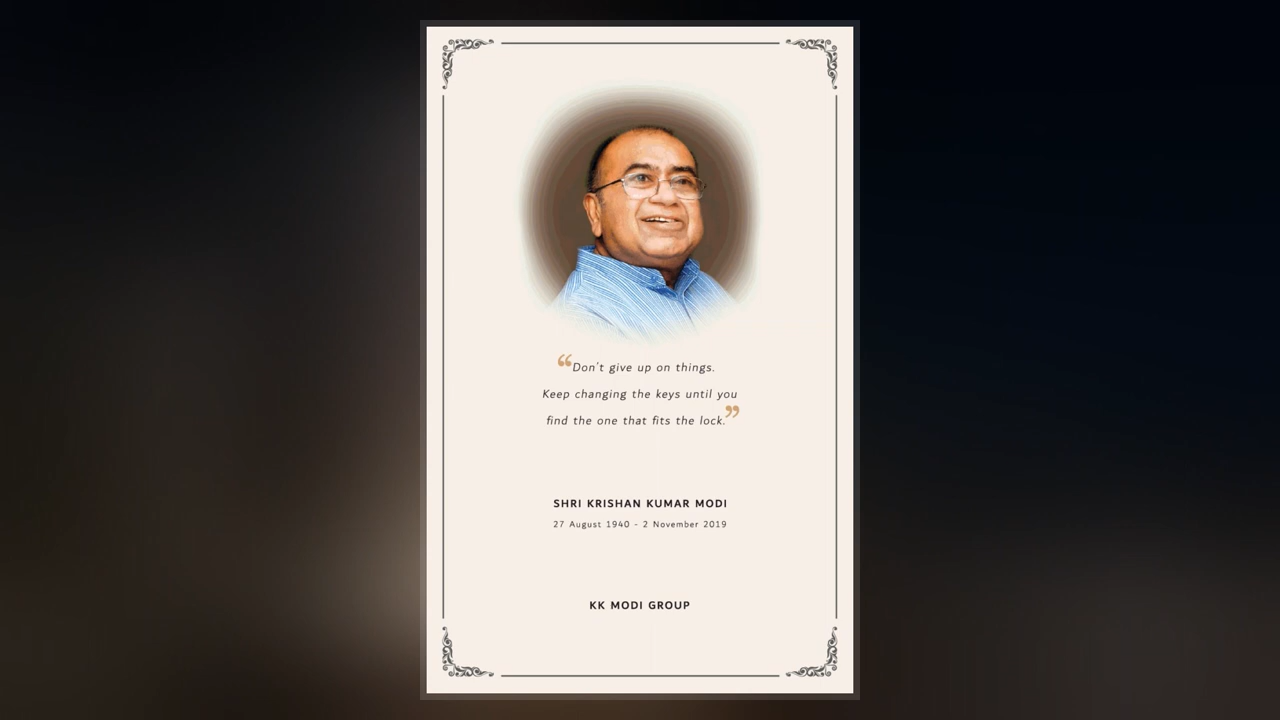 “Don't give up on things.
Keep changing the keys until you
find the one that fits the lock.”
SHRI KRISHAN KUMAR MODI
27 August 1940 - 2 November 2019
KK MODI GROUP